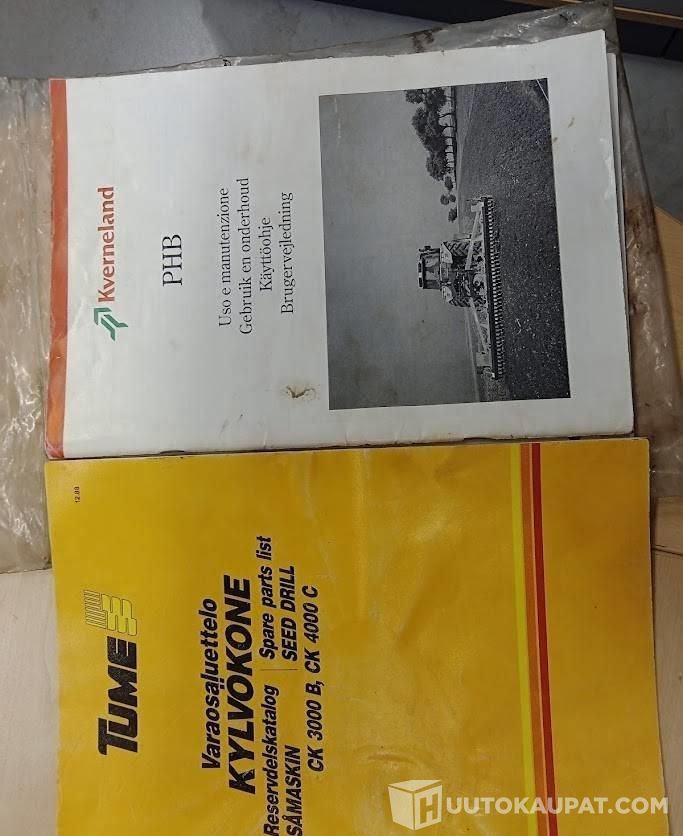 Kverneland
PHB
Uso e manutenzione
Gebruik en onderhoud
Käyttöohje
Brugervejledning
12.88
TUME
Varaosaluettelo
KYLVÖKONE
Reservdelskatalog
SÅMASKIN
Spare parts list
SEED DRILL
CK 3000 B, CK 4000 C
HUUTOKAUPAT.COM